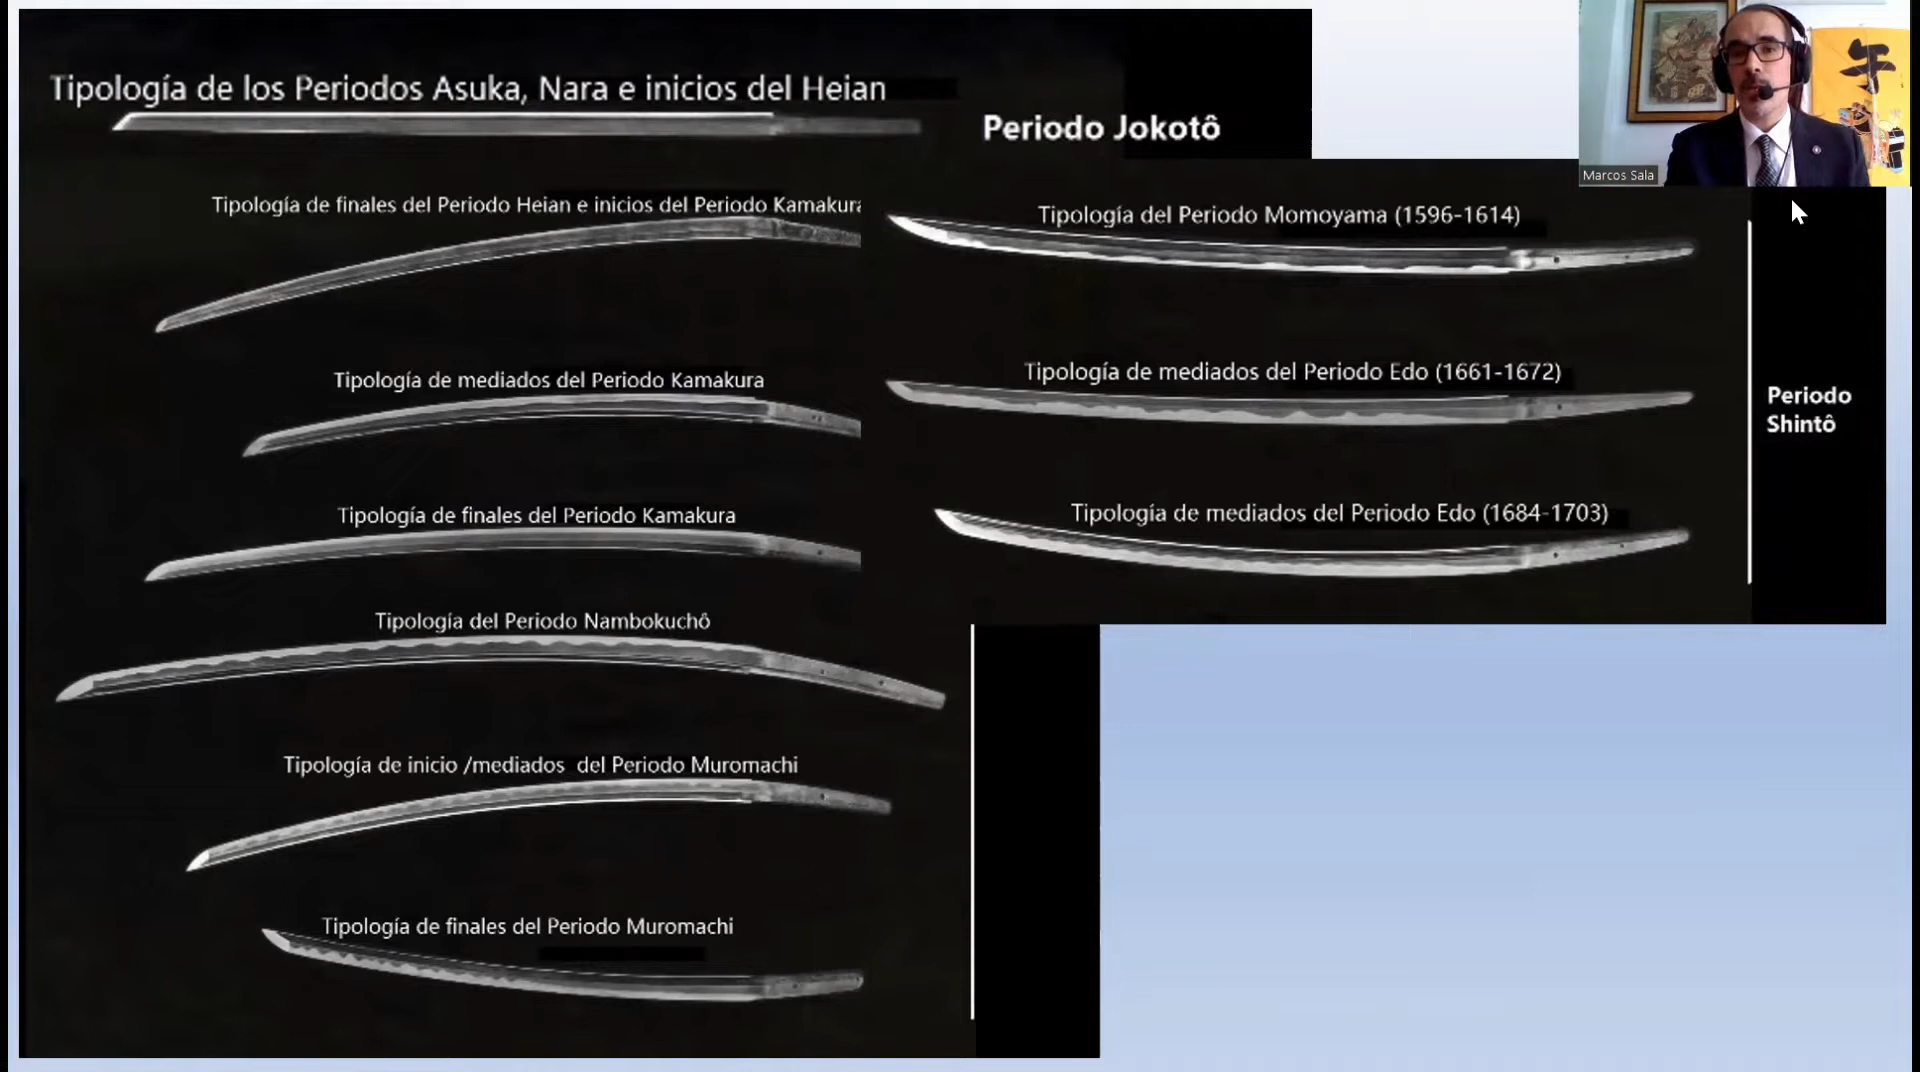 Tipología de los Periodos Asuka, Nara e inicios del Heian
Periodo Jokotô
Marcos Sala
午
Tipología de finales del Periodo Heian e inicios del Periodo Kamakura
Tipología de mediados del Periodo Kamakura
Tipología de finales del Periodo Kamakura
Tipología del Periodo Nambokuchô
Tipología de inicio /mediados del Periodo Muromachi
Tipología de finales del Periodo Muromachi
Tipología del Periodo Momoyama (1596-1614)
Tipología de mediados del Periodo Edo (1661-1672)
Tipología de mediados del Periodo Edo (1684-1703)
Periodo
Shintô